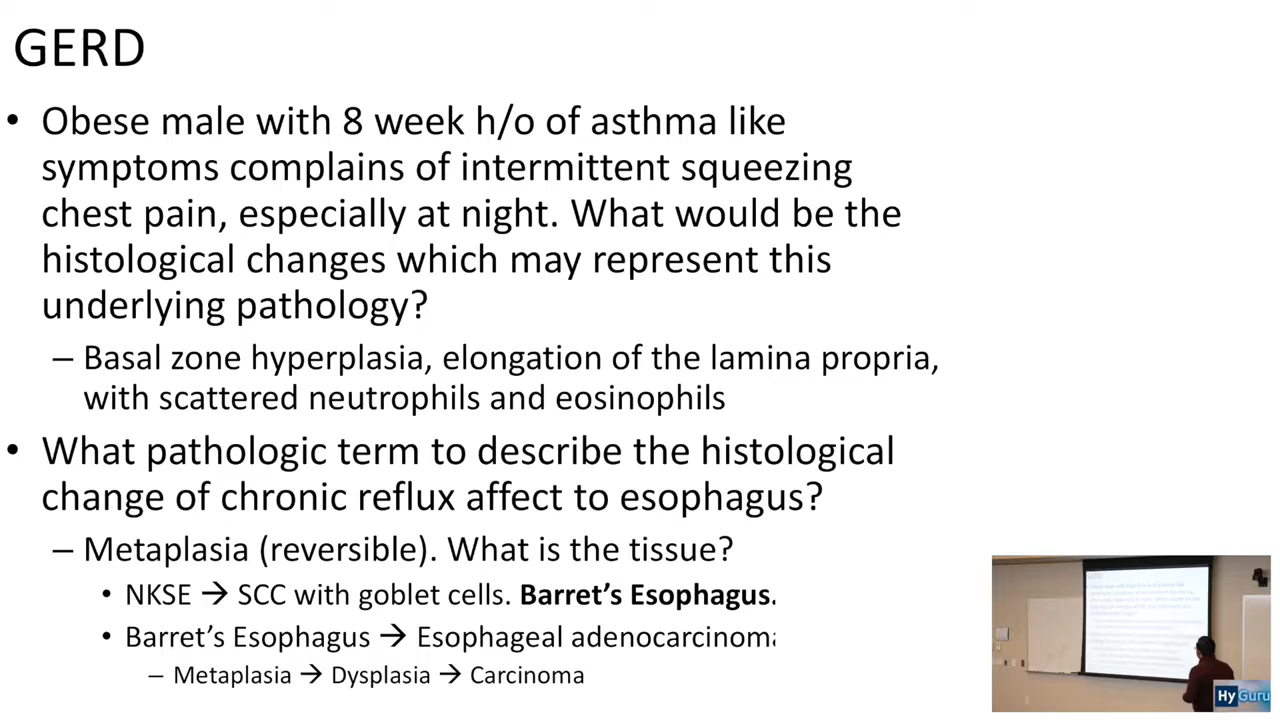 GERD
• Obese male with 8 week h/o of asthma like
symptoms complains of intermittent squeezing
chest pain, especially at night. What would be the
histological changes which may represent this
underlying pathology?
– Basal zone hyperplasia, elongation of the lamina propria,
with scattered neutrophils and eosinophils
• What pathologic term to describe the histological
change of chronic reflux affect to esophagus?
– Metaplasia (reversible). What is the tissue?
• NKSE → SCC with goblet cells. Barret's Esophagus.
• Barret's Esophagus → Esophageal adenocarcinoma
– Metaplasia → Dysplasia → Carcinoma
HyGuru